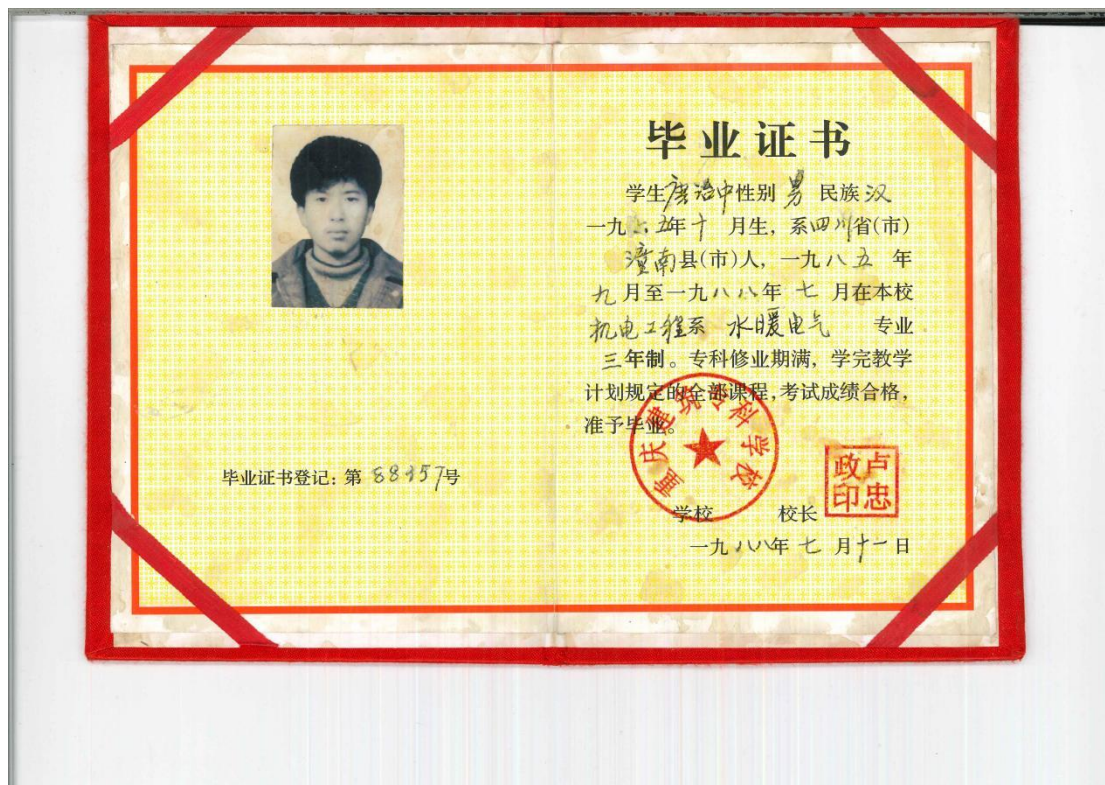 毕业证书登记：第 88457号
毕业证书
学生 唐治中 性别 男 民族 汉
一九六五年十 月生，系四川省(市)
潼南县(市)人，一九八五 年
九月至一九八八年 七 月在本校
机电工程系 水暖电气 专业
三年制。专科修业期满，学完教学
计划规定的全部课程，考试成绩合格，
准予毕业。
重庆建筑专科学校
卢忠政印
学校 校长
一九八八年 七 月十一日